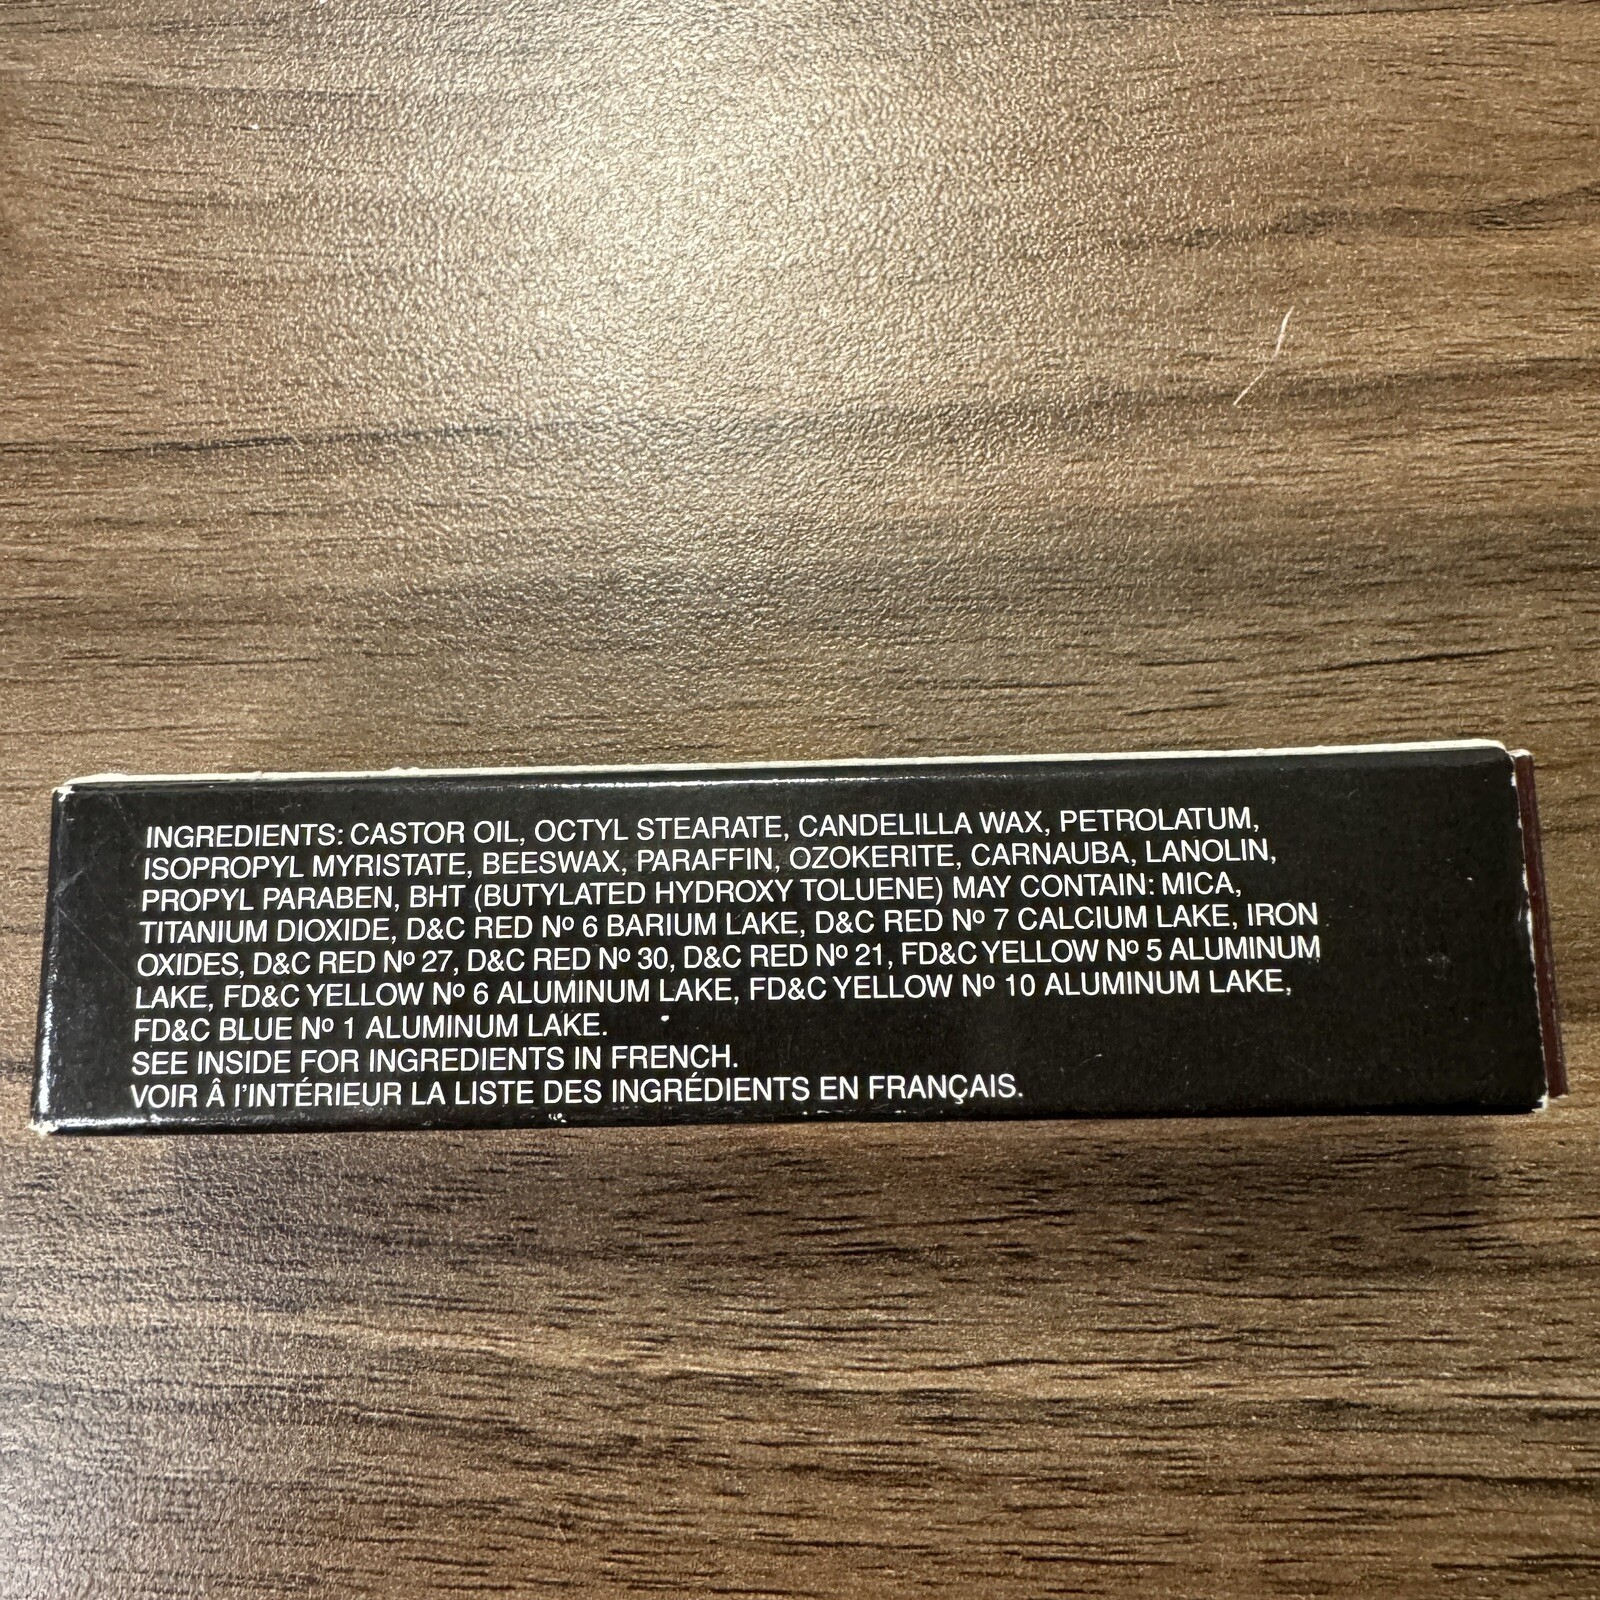 INGREDIENTS: CASTOR OIL, OCTYL STEARATE, CANDELILLA WAX, PETROLATUM,
ISOPROPYL MYRISTATE, BEESWAX, PARAFFIN, OZOKERITE, CARNAUBA, LANOLIN,
PROPYL PARABEN, BHT (BUTYLATED HYDROXY TOLUENE) MAY CONTAIN: MICA,
TITANIUM DIOXIDE, D&C RED Nº 6 BARIUM LAKE, D&C RED Nº 7 CALCIUM LAKE, IRON
OXIDES, D&C RED Nº 27, D&C RED Nº 30, D&C RED Nº 21, FD&C YELLOW Nº 5 ALUMINUM
LAKE, FD&C YELLOW Nº 6 ALUMINUM LAKE, FD&C YELLOW Nº 10 ALUMINUM LAKE,
FD&C BLUE Nº 1 ALUMINUM LAKE.
SEE INSIDE FOR INGREDIENTS IN FRENCH.
VOIR Â l'INTÉRIEUR LA LISTE DES INGRÉDIENTS EN FRANÇAIS.